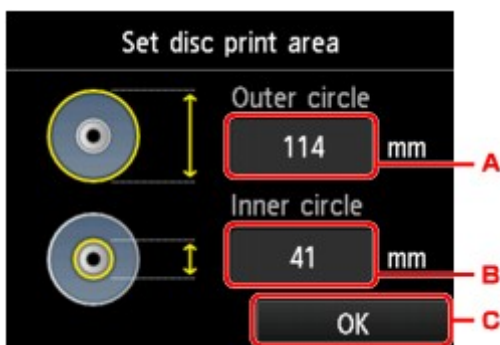 Set disc print area
Outer circle
114 mm
A
Inner circle
41 mm
B
OK
C